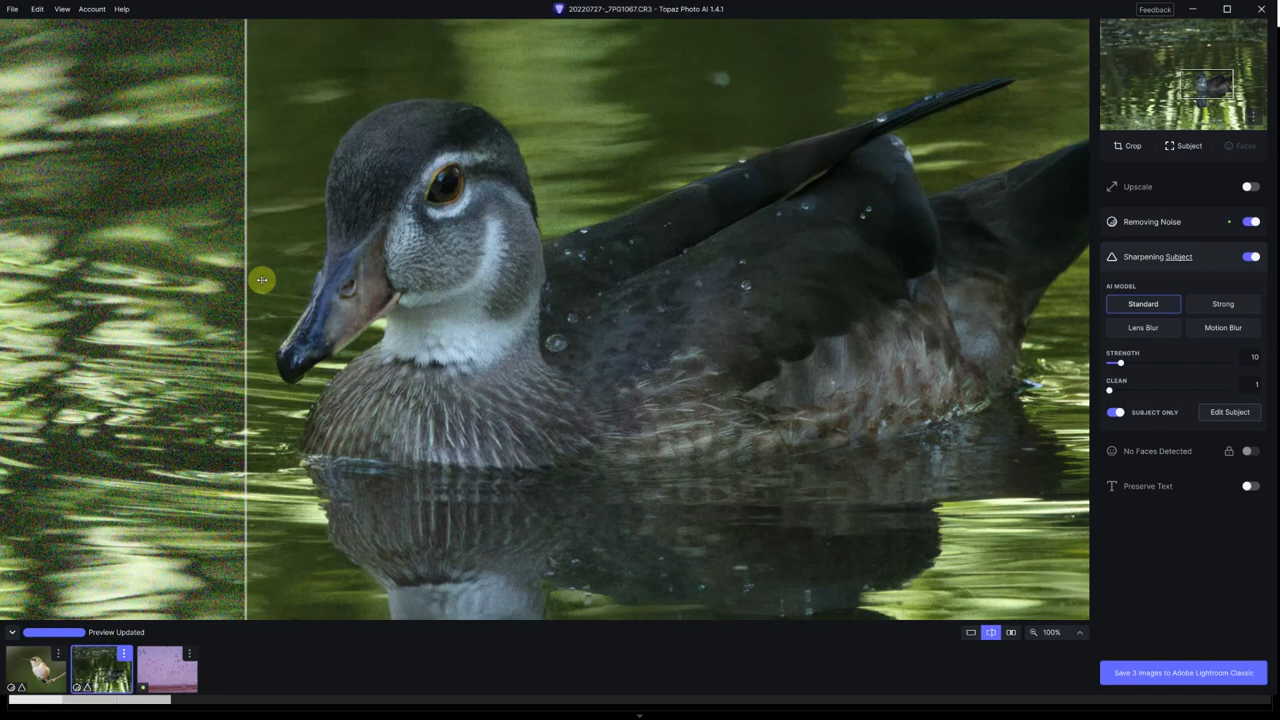 File Edit View Account Help
20220727-_7PG1067.CR3 - Topaz Photo AI 1.4.1
Feedback
Crop Subject Faces
Upscale
Removing Noise
Sharpening Subject
AI MODEL
Standard Strong
Lens Blur Motion Blur
STRENGTH 10
CLEAN 1
SUBJECT ONLY Edit Subject
No Faces Detected
Preserve Text
Preview Updated
100%
Save 3 Images to Adobe Lightroom Classic